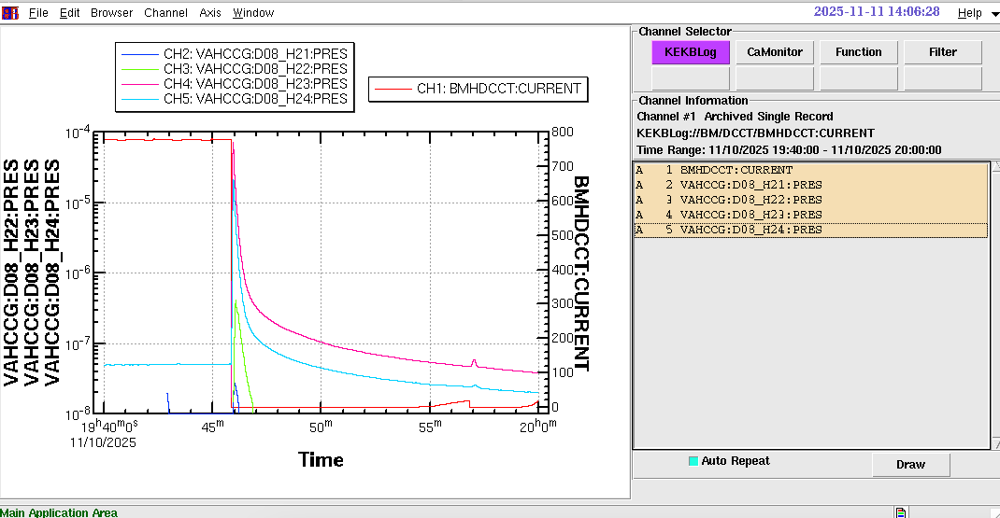 File Edit Browser Channel Axis Window 2025-11-11 14:06:28 Help
CH2: VAHCCG:D08_H21:PRES
CH3: VAHCCG:D08_H22:PRES
CH4: VAHCCG:D08_H23:PRES
CH5: VAHCCG:D08_H24:PRES
CH1: BMHDCCT:CURRENT
VAHCCG:D08_H22:PRES
VAHCCG:D08_H23:PRES
VAHCCG:D08_H24:PRES
10⁻⁴
10⁻⁵
10⁻⁶
10⁻⁷
10⁻⁸
800
700
600
500
400
300
200
100
0
BMHDCCT:CURRENT
19ʰ40ᵐ0ˢ 45ᵐ 50ᵐ 55ᵐ 20ʰ0ᵐ
11/10/2025
Time
Channel Selector
KEKBLog CaMonitor Function Filter
Channel Information
Channel #1 Archived Single Record
KEKBLog://BM/DCCT/BMHDCCT:CURRENT
Time Range: 11/10/2025 19:40:00 - 11/10/2025 20:00:00
A 1 BMHDCCT:CURRENT
A 2 VAHCCG:D08_H21:PRES
A 3 VAHCCG:D08_H22:PRES
A 4 VAHCCG:D08_H23:PRES
A 5 VAHCCG:D08_H24:PRES
Auto Repeat
Draw
Main Application Area